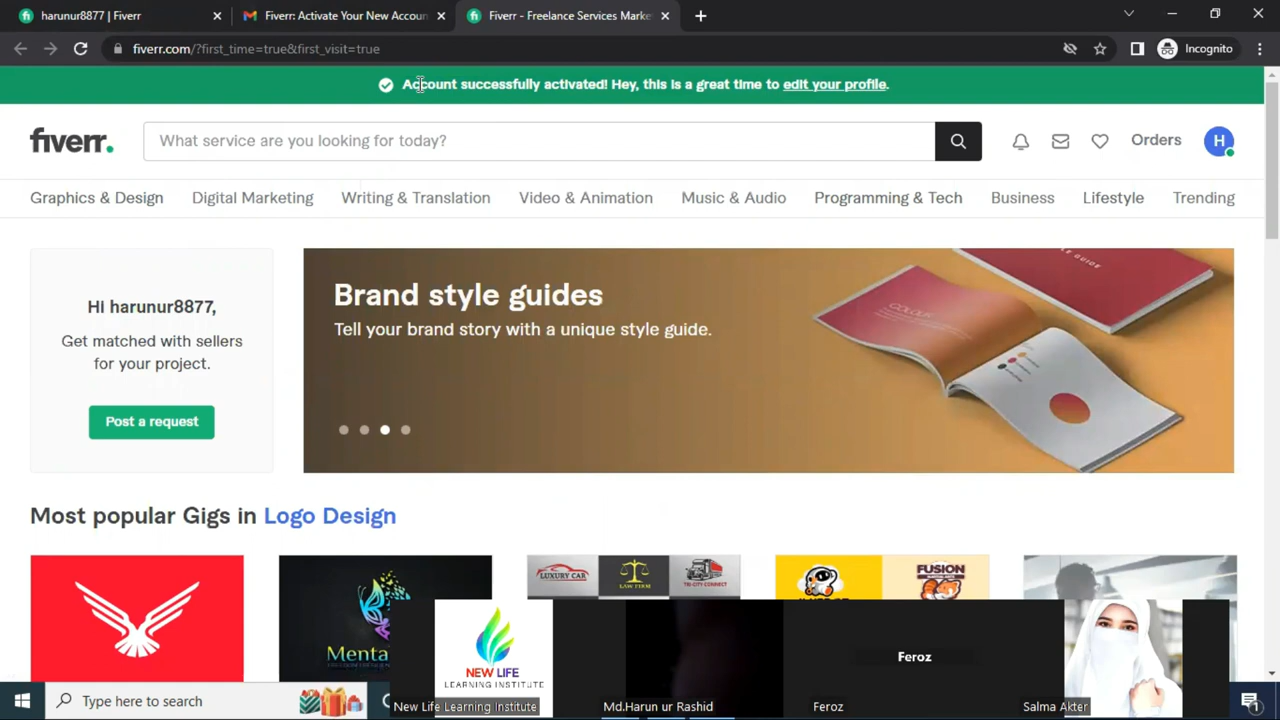 harunur8877 | Fiverr
Fiverr: Activate Your New Accoun
Fiverr - Freelance Services Marke
fiverr.com/?first_time=true&first_visit=true
Incognito
Account successfully activated! Hey, this is a great time to edit your profile.
fiverr.
What service are you looking for today?
Orders
H
Graphics & Design
Digital Marketing
Writing & Translation
Video & Animation
Music & Audio
Programming & Tech
Business
Lifestyle
Trending
Hi harunur8877,
Get matched with sellers
for your project.
Post a request
Brand style guides
Tell your brand story with a unique style guide.
Most popular Gigs in Logo Design
LUXURY CAR
LAW FIRM
TRI-CITY CONNECT
FUSION
Menta
NEW LIFE
LEARNING INSTITUTE
Feroz
Type here to search
New Life Learning Institute
Md.Harun ur Rashid
Feroz
Salma Akter
1